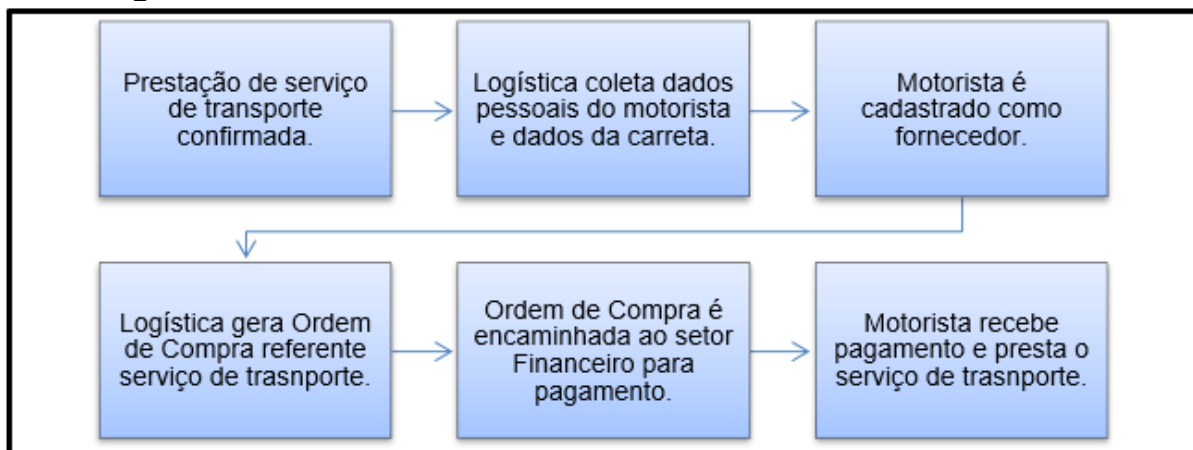 Prestação de serviço
de transporte
confirmada.
Logística coleta dados
pessoais do motorista
e dados da carreta.
Motorista é
cadastrado como
fornecedor.
Logística gera Ordem
de Compra referente
serviço de trasnporte.
Ordem de Compra é
encaminhada ao setor
Financeiro para
pagamento.
Motorista recebe
pagamento e presta o
serviço de trasnporte.